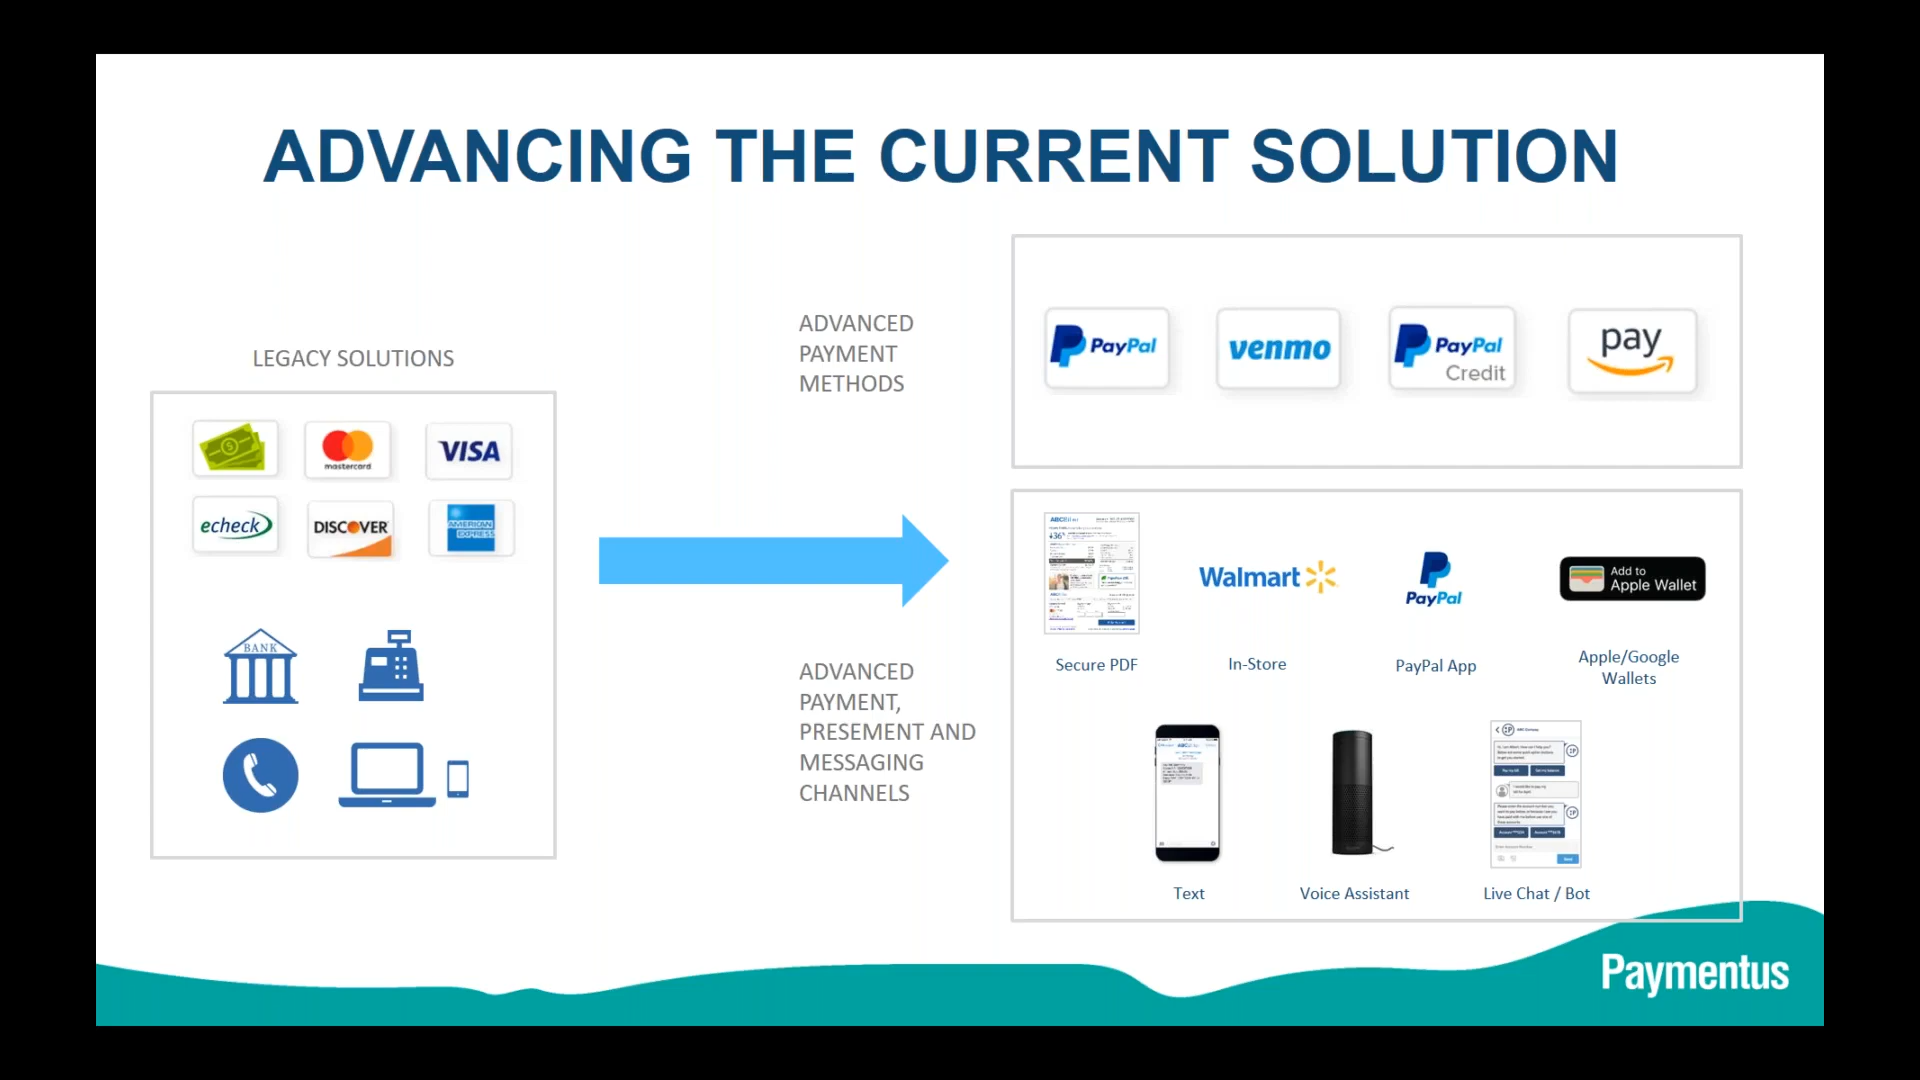 ADVANCING THE CURRENT SOLUTION
LEGACY SOLUTIONS
mastercard
VISA
echeck
DISCOVER
AMERICAN
EXPRESS
BANK
ADVANCED
PAYMENT
METHODS
PayPal
venmo
PayPal
Credit
pay
ADVANCED
PAYMENT,
PRESEMENT AND
MESSAGING
CHANNELS
Walmart
PayPal
Add to
Apple Wallet
Secure PDF
In-Store
PayPal App
Apple/Google
Wallets
Text
Voice Assistant
Live Chat / Bot
Paymentus